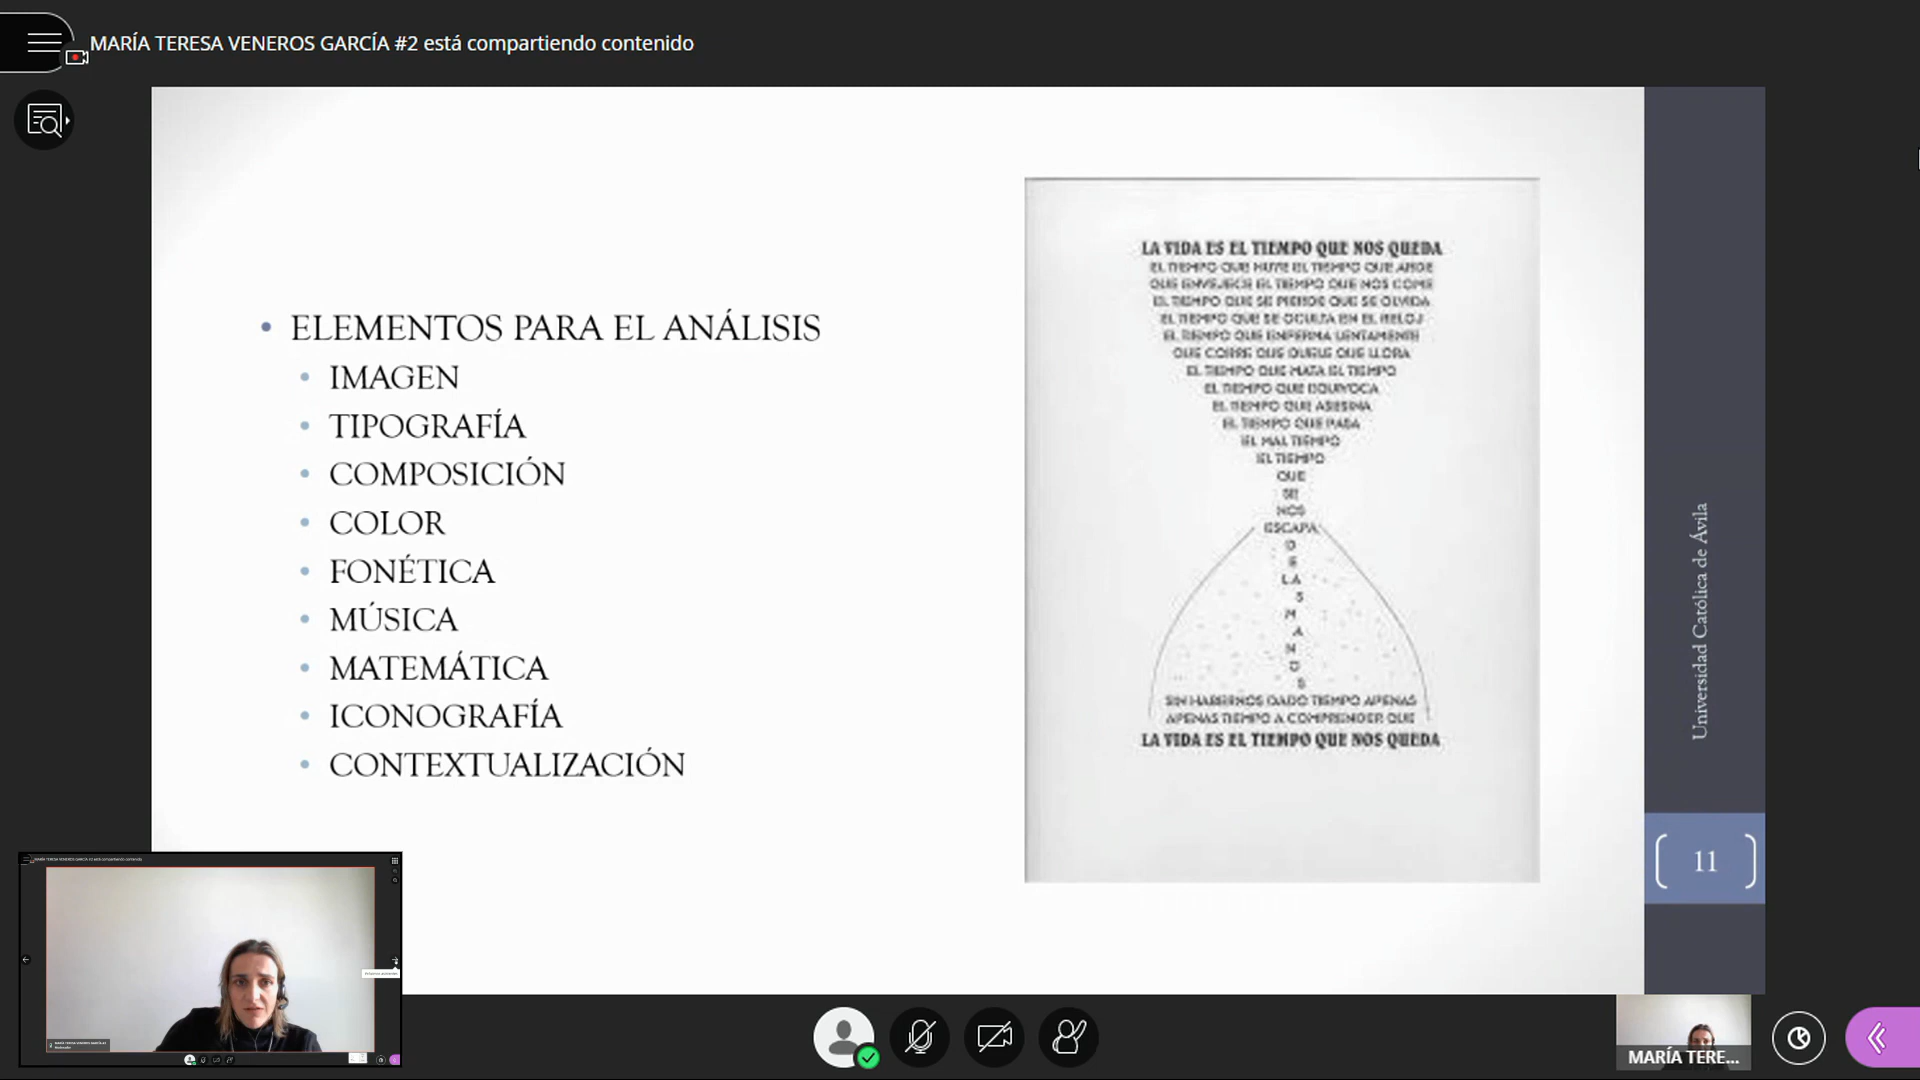 MARÍA TERESA VENEROS GARCÍA #2 está compartiendo contenido
• ELEMENTOS PARA EL ANÁLISIS
• IMAGEN
• TIPOGRAFÍA
• COMPOSICIÓN
• COLOR
• FONÉTICA
• MÚSICA
• MATEMÁTICA
• ICONOGRAFÍA
• CONTEXTUALIZACIÓN
LA VIDA ES EL TIEMPO QUE NOS QUEDA
EL TIEMPO QUE HUYE EL TIEMPO QUE ARDE
QUE ENVEJECE EL TIEMPO QUE NOS COME
EL TIEMPO QUE SE PIERDE QUE SE OLVIDA
EL TIEMPO QUE SE OCULTA EN EL RELOJ
EL TIEMPO QUE ENFERMA LENTAMENTE
QUE CORRE QUE DUELE QUE LLORA
EL TIEMPO QUE MATA EL TIEMPO
EL TIEMPO QUE EQUIVOCA
EL TIEMPO QUE ASESINA
EL TIEMPO QUE PASA
EL MAL TIEMPO
EL TIEMPO
QUE
SE
NOS
ESCAPA
D
E
LA
S
M
A
N
O
S
SIN HABERNOS DADO TIEMPO APENAS
APENAS TIEMPO A COMPRENDER QUE
LA VIDA ES EL TIEMPO QUE NOS QUEDA
Universidad Católica de Ávila
11
MARÍA TERE...